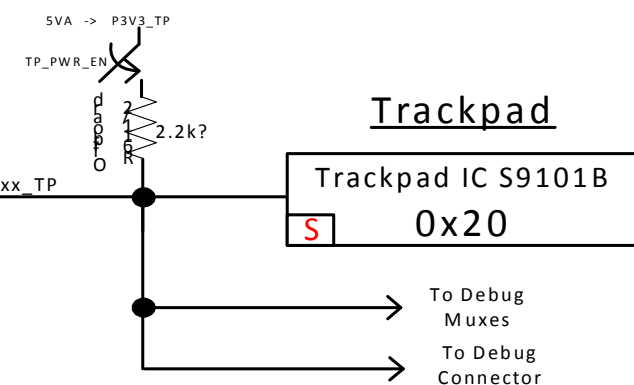 5VA -> P3V3_TP
TP_PWR_EN
2.2k?
Trackpad
xx_TP
Trackpad IC S9101B
S
0x20
To Debug
Muxes
To Debug
Connector